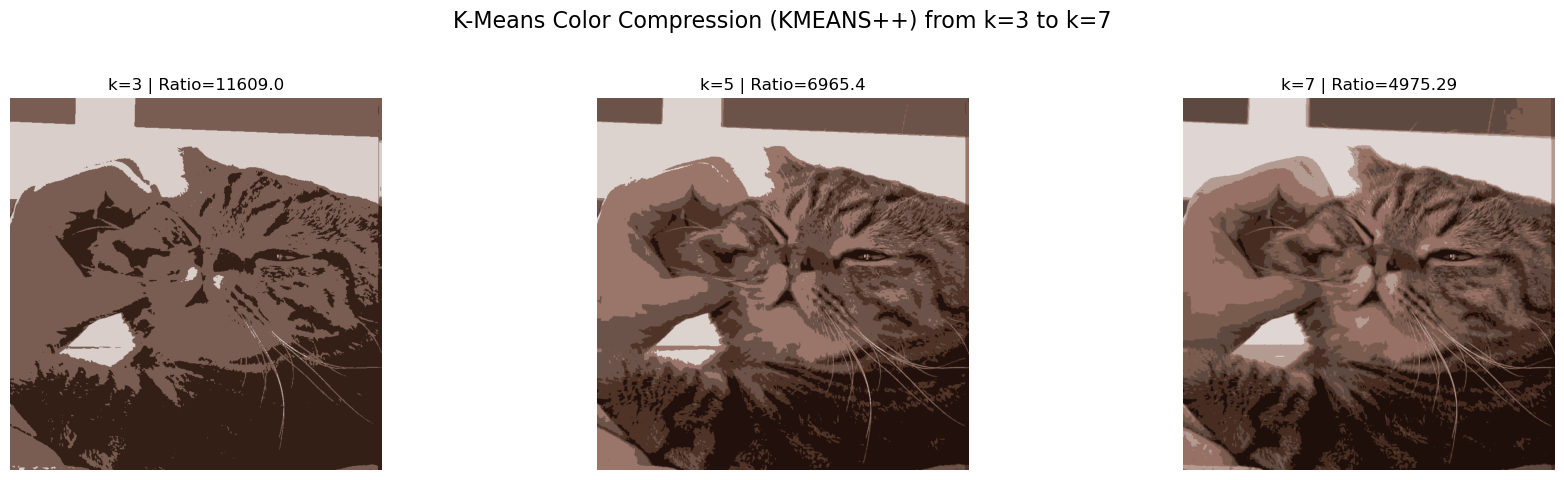 K-Means Color Compression (KMEANS++) from k=3 to k=7
k=3 | Ratio=11609.0
k=5 | Ratio=6965.4
k=7 | Ratio=4975.29